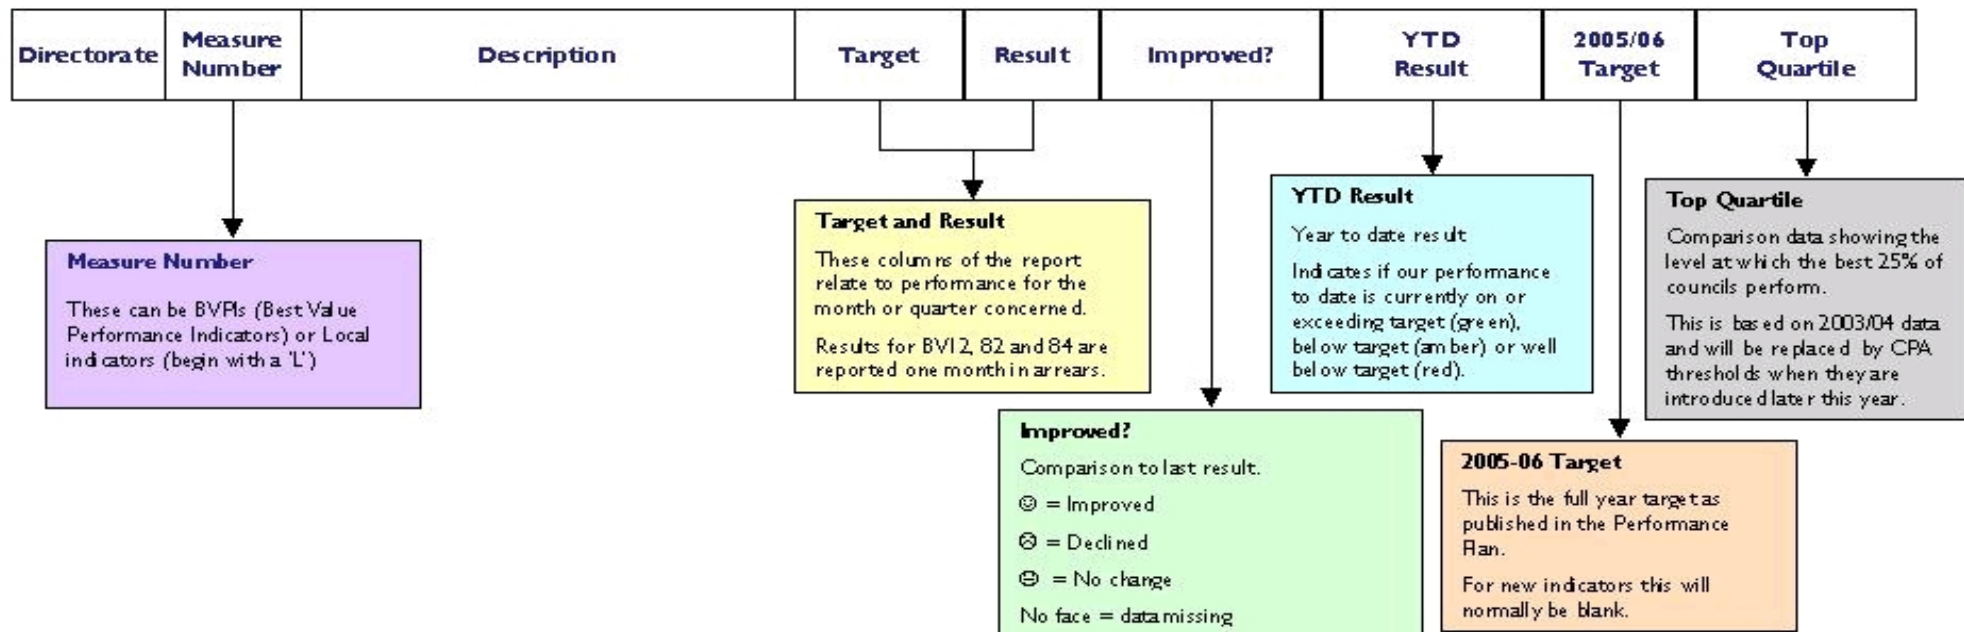 Directorate
Measure
Number
Description
Target
Result
Improved?
YTD
Result
2005/06
Target
Top
Quartile
Measure Number
These can be BVPIs (Best Value
Performance Indicators) or Local
indicators (begin with a 'L')
Target and Result
These columns of the report
relate to performance for the
month or quarter concerned.
Results for BV12, 82 and 84 are
reported one month in arrears.
Improved?
Comparison to last result.
☺ = Improved
☹ = Declined
😐 = No change
No face = data missing
YTD Result
Year to date result
Indicates if our performance
to date is currently on or
exceeding target (green),
below target (amber) or well
below target (red).
2005-06 Target
This is the full year target as
published in the Performance
Plan.
For new indicators this will
normally be blank.
Top Quartile
Comparison data showing the
level at which the best 25% of
councils perform.
This is based on 2003/04 data
and will be replaced by CPA
thresholds when they are
introduced later this year.